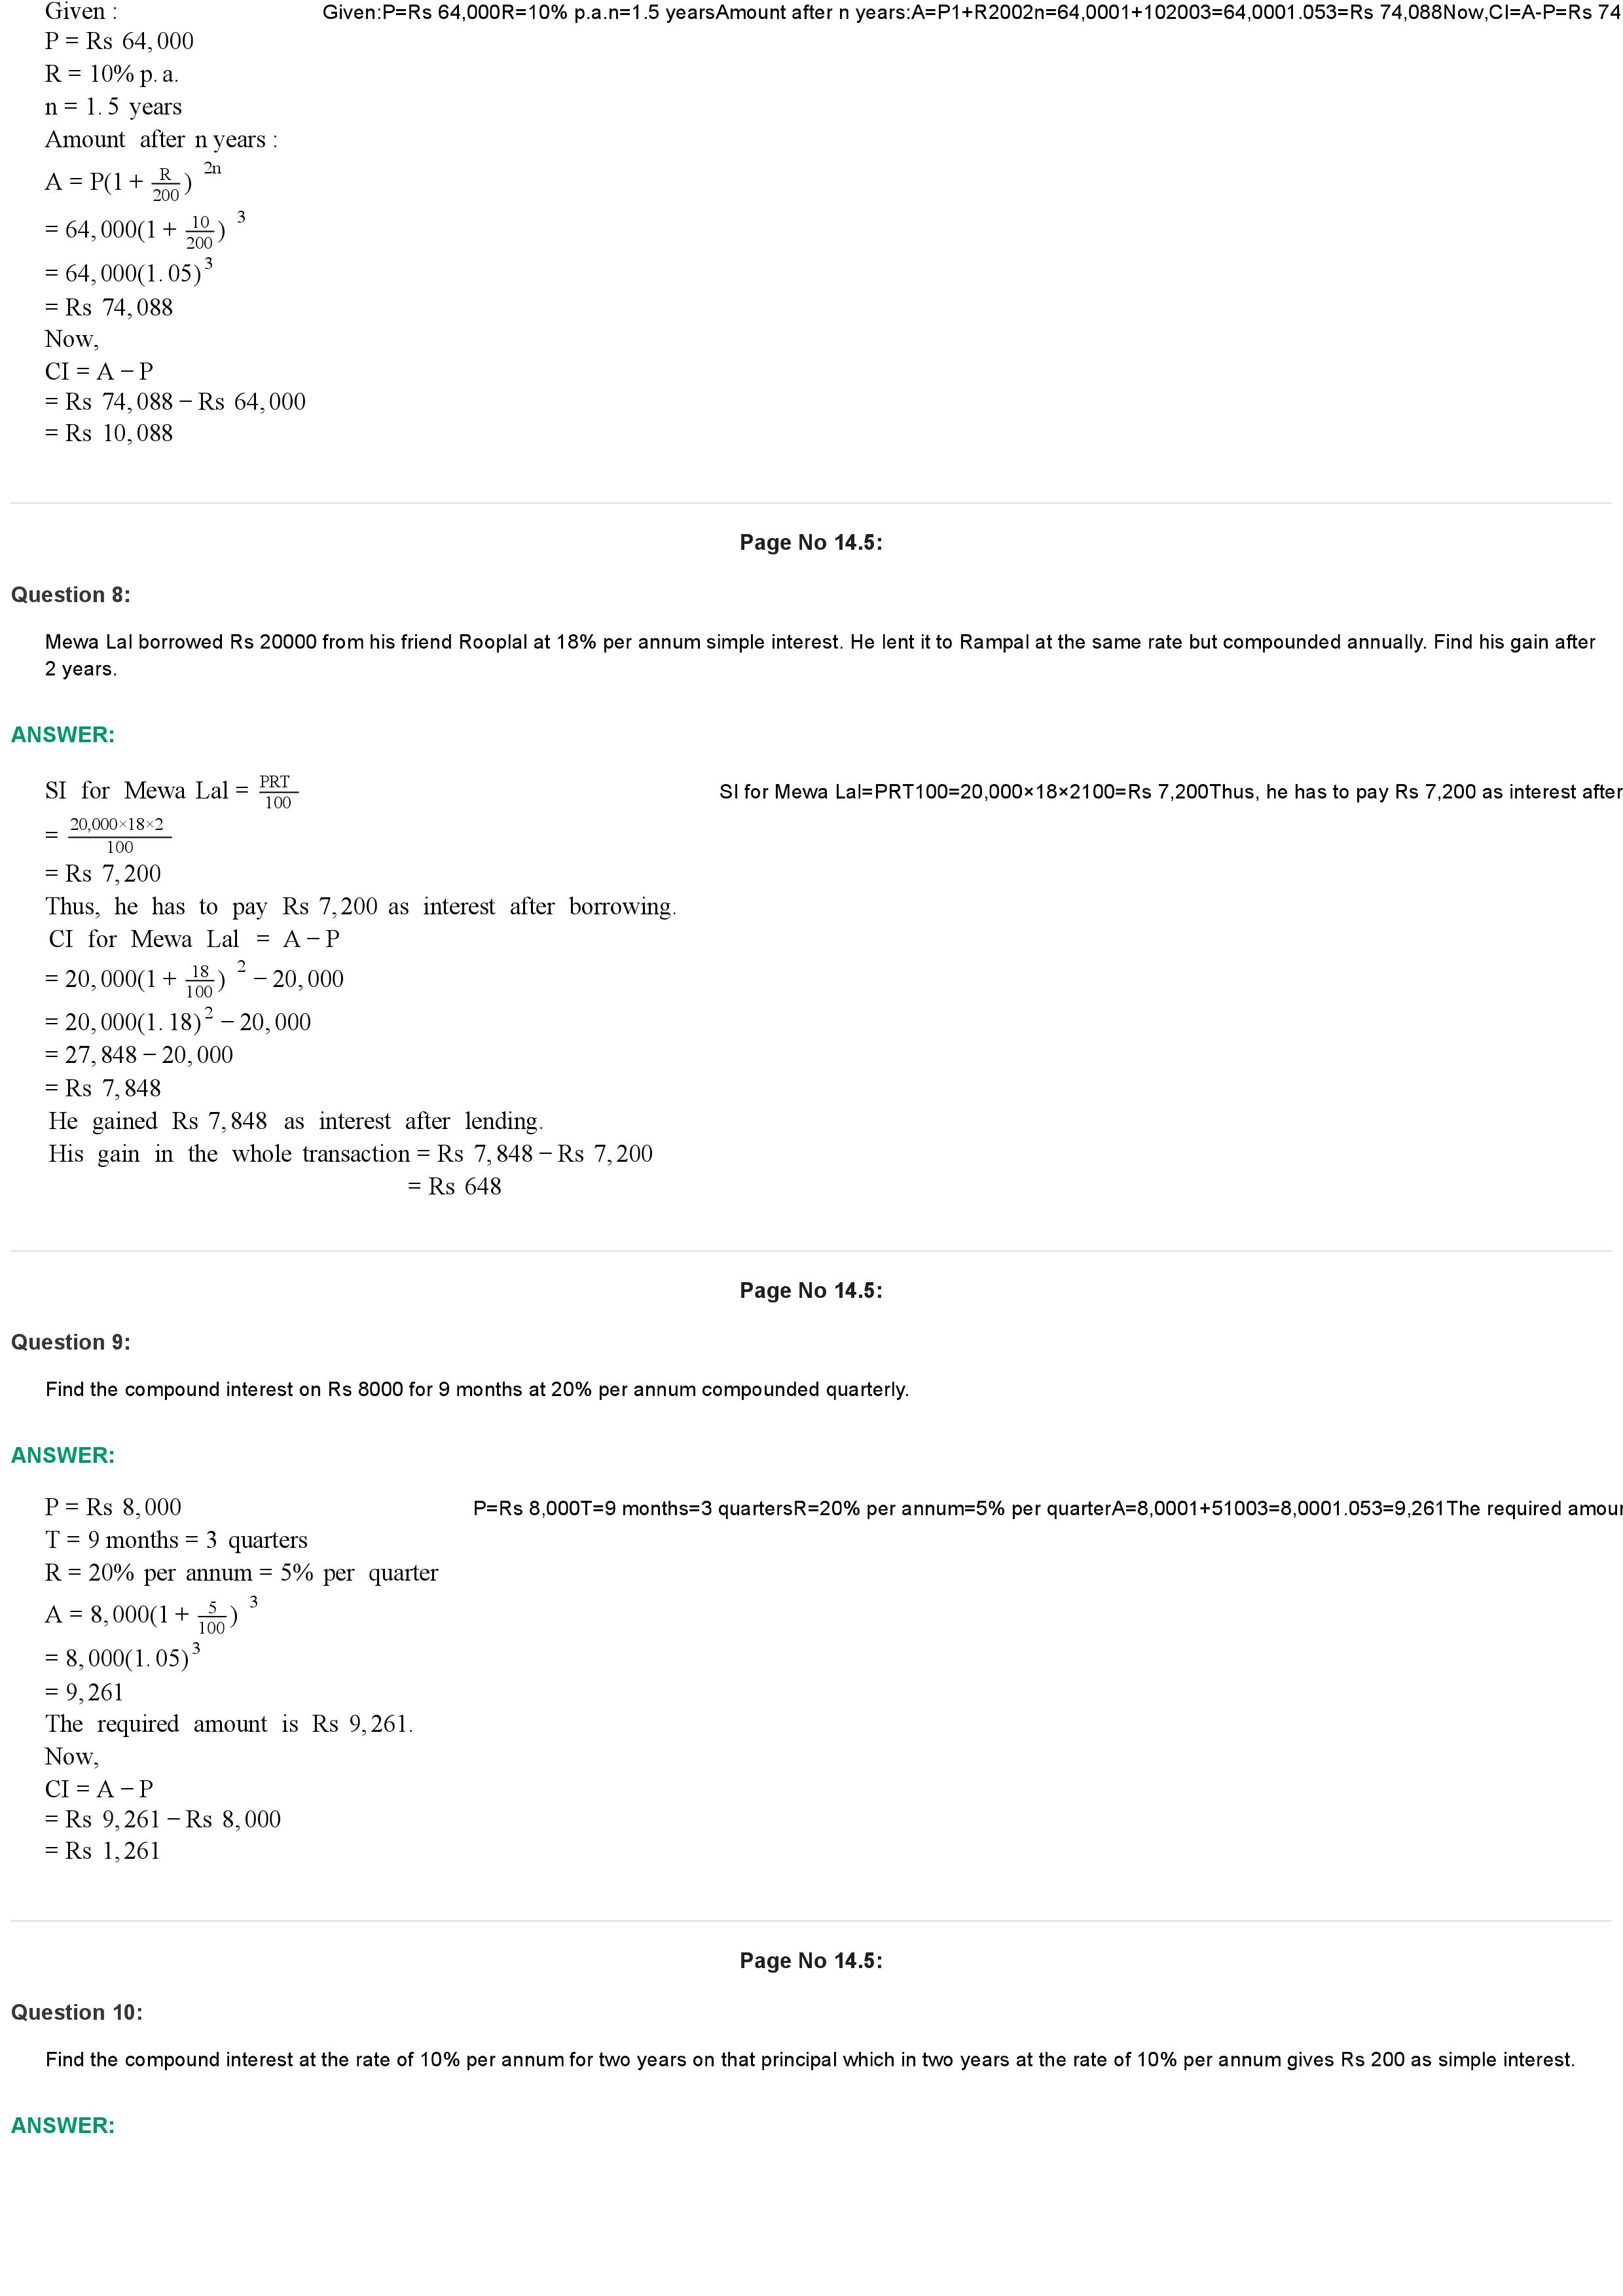 Given :
Given:P=Rs 64,000R=10% p.a.n=1.5 yearsAmount after n years:A=P1+R2002n=64,0001+102003=64,0001.053=Rs 74,088Now,CI=A-P=Rs 74
P = Rs 64,000
R = 10% p.a.
n = 1.5 years
Amount after n years :
A = P(1 + R/200)^2n
= 64,000(1 + 10/200)^3
= 64,000(1.05)^3
= Rs 74,088
Now,
CI = A − P
= Rs 74,088 − Rs 64,000
= Rs 10,088
Page No 14.5:
Question 8:
Mewa Lal borrowed Rs 20000 from his friend Rooplal at 18% per annum simple interest. He lent it to Rampal at the same rate but compounded annually. Find his gain after
2 years.
ANSWER:
SI for Mewa Lal = PRT/100
SI for Mewa Lal=PRT100=20,000×18×2100=Rs 7,200Thus, he has to pay Rs 7,200 as interest after
= 20,000×18×2/100
= Rs 7,200
Thus, he has to pay Rs 7,200 as interest after borrowing.
CI for Mewa Lal = A − P
= 20,000(1 + 18/100)^2 − 20,000
= 20,000(1.18)^2 − 20,000
= 27,848 − 20,000
= Rs 7,848
He gained Rs 7,848 as interest after lending.
His gain in the whole transaction = Rs 7,848 − Rs 7,200
= Rs 648
Page No 14.5:
Question 9:
Find the compound interest on Rs 8000 for 9 months at 20% per annum compounded quarterly.
ANSWER:
P = Rs 8,000
P=Rs 8,000T=9 months=3 quartersR=20% per annum=5% per quarterA=8,0001+51003=8,0001.053=9,261The required amou
T = 9 months = 3 quarters
R = 20% per annum = 5% per quarter
A = 8,000(1 + 5/100)^3
= 8,000(1.05)^3
= 9,261
The required amount is Rs 9,261.
Now,
CI = A − P
= Rs 9,261 − Rs 8,000
= Rs 1,261
Page No 14.5:
Question 10:
Find the compound interest at the rate of 10% per annum for two years on that principal which in two years at the rate of 10% per annum gives Rs 200 as simple interest.
ANSWER: